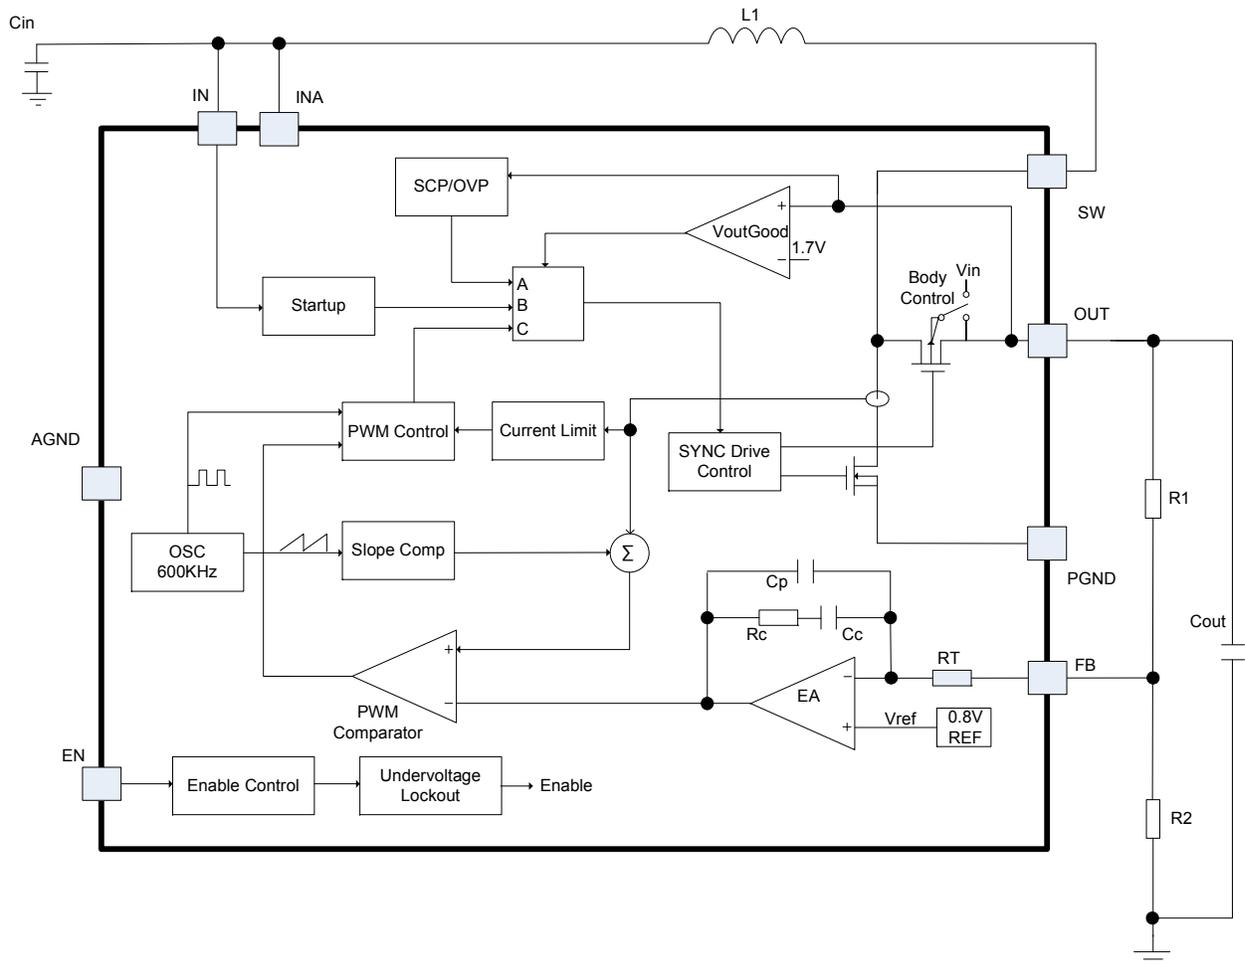 Cin
L1
IN
INA
SCP/OVP
SW
VoutGood
+
−
1.7V
Body
Control
Vin
A
B
C
Startup
OUT
AGND
PWM Control
Current Limit
SYNC Drive
Control
R1
OSC
600KHz
Slope Comp
Σ
PGND
Cp
Rc
Cc
Cout
RT
FB
+
−
PWM
Comparator
−
EA
+
Vref
0.8V
REF
EN
Enable Control
Undervoltage
Lockout
Enable
R2